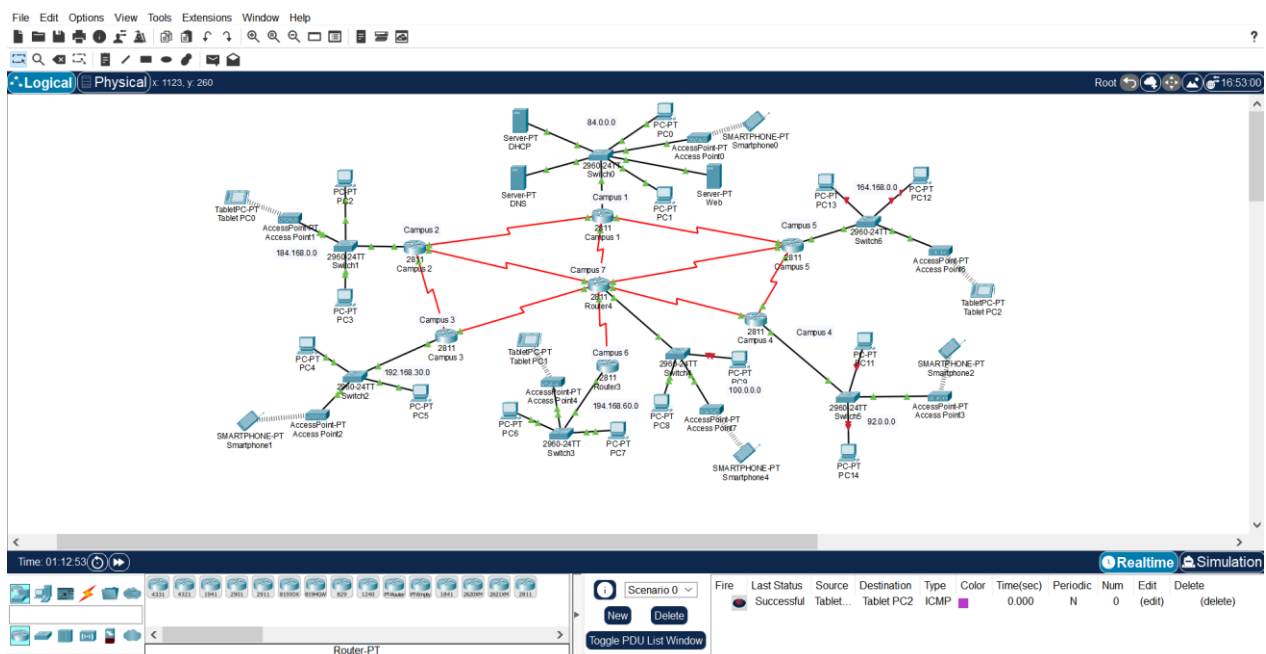 File Edit Options View Tools Extensions Window Help
?
Logical Physical x: 1123, y: 260 Root 16:53:00
84.0.0.0
PC-PT
PC0
SMARTPHONE-PT
Smartphone0
Server-PT
DHCP
AccessPoint-PT
Access Point0
2960-24TT
Switch0
Server-PT
DNS
Server-PT
Web
PC-PT
PC1
Campus 1
2811
Campus 1
PC-PT
PC2
TabletPC-PT
Tablet PC0
AccessPoint-PT
Access Point1
184.168.0.0
2960-24TT
Switch1
PC-PT
PC3
Campus 2
2811
Campus 2
PC-PT
PC13
164.168.0.0
PC-PT
PC12
Campus 5
2811
Campus 5
2960-24TT
Switch6
AccessPoint-PT
Access Point6
TabletPC-PT
Tablet PC2
Campus 7
2811
Router4
Campus 3
2811
Campus 3
PC-PT
PC4
192.168.30.0
2960-24TT
Switch2
PC-PT
PC5
AccessPoint-PT
Access Point2
SMARTPHONE-PT
Smartphone1
TabletPC-PT
Tablet PC1
Campus 6
2811
Router3
AccessPoint-PT
Access Point4
194.168.60.0
PC-PT
PC6
2960-24TT
Switch3
PC-PT
PC7
2960-24TT
Switch4
PC-PT
PC9
100.0.0.0
PC-PT
PC8
AccessPoint-PT
Access Point7
SMARTPHONE-PT
Smartphone4
2811
Campus 4
Campus 4
PC-PT
PC11
SMARTPHONE-PT
Smartphone2
2960-24TT
Switch5
AccessPoint-PT
Access Point3
92.0.0.0
PC-PT
PC14
Time: 01:12:53 Realtime Simulation
4331 4321 1941 2901 2911 819IOX 819HGW 829 1240 PT-Router PT-Empty 1841 2620XM 2621XM 2811
Router-PT
Scenario 0
New Delete
Toggle PDU List Window
Fire Last Status Source Destination Type Color Time(sec) Periodic Num Edit Delete
Successful Tablet... Tablet PC2 ICMP 0.000 N 0 (edit) (delete)